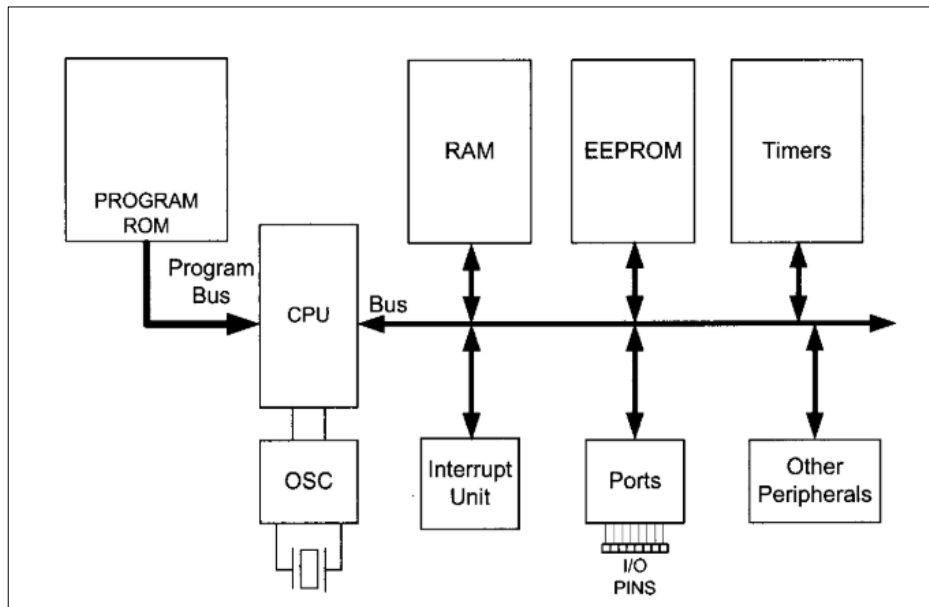 PROGRAM
ROM
RAM
EEPROM
Timers
Program
Bus
CPU
Bus
OSC
Interrupt
Unit
Ports
Other
Peripherals
I/O
PINS